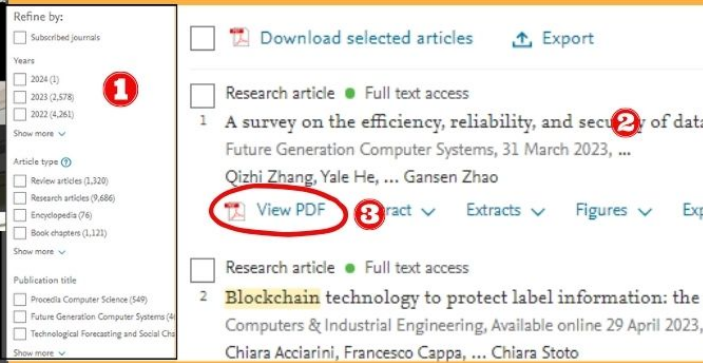 Refine by:
Subscribed journals
Years
2024 (1)
2023 (2,578)
2022 (4,261)
Show more
Article type ?
Review articles (1,320)
Research articles (9,686)
Encyclopedia (76)
Book chapters (1,121)
Show more
Publication title
Procedia Computer Science (549)
Future Generation Computer Systems (4
Technological Forecasting and Social Cha
Show more
1
Download selected articles Export
Research article Full text access
1 A survey on the efficiency, reliability, and secu 2 of data
Future Generation Computer Systems, 31 March 2023, ...
Qizhi Zhang, Yale He, ... Gansen Zhao
View PDF 3 ract Extracts Figures Exp
Research article Full text access
2 Blockchain technology to protect label information: the
Computers & Industrial Engineering, Available online 29 April 2023,
Chiara Acciarini, Francesco Cappa, ... Chiara Stoto